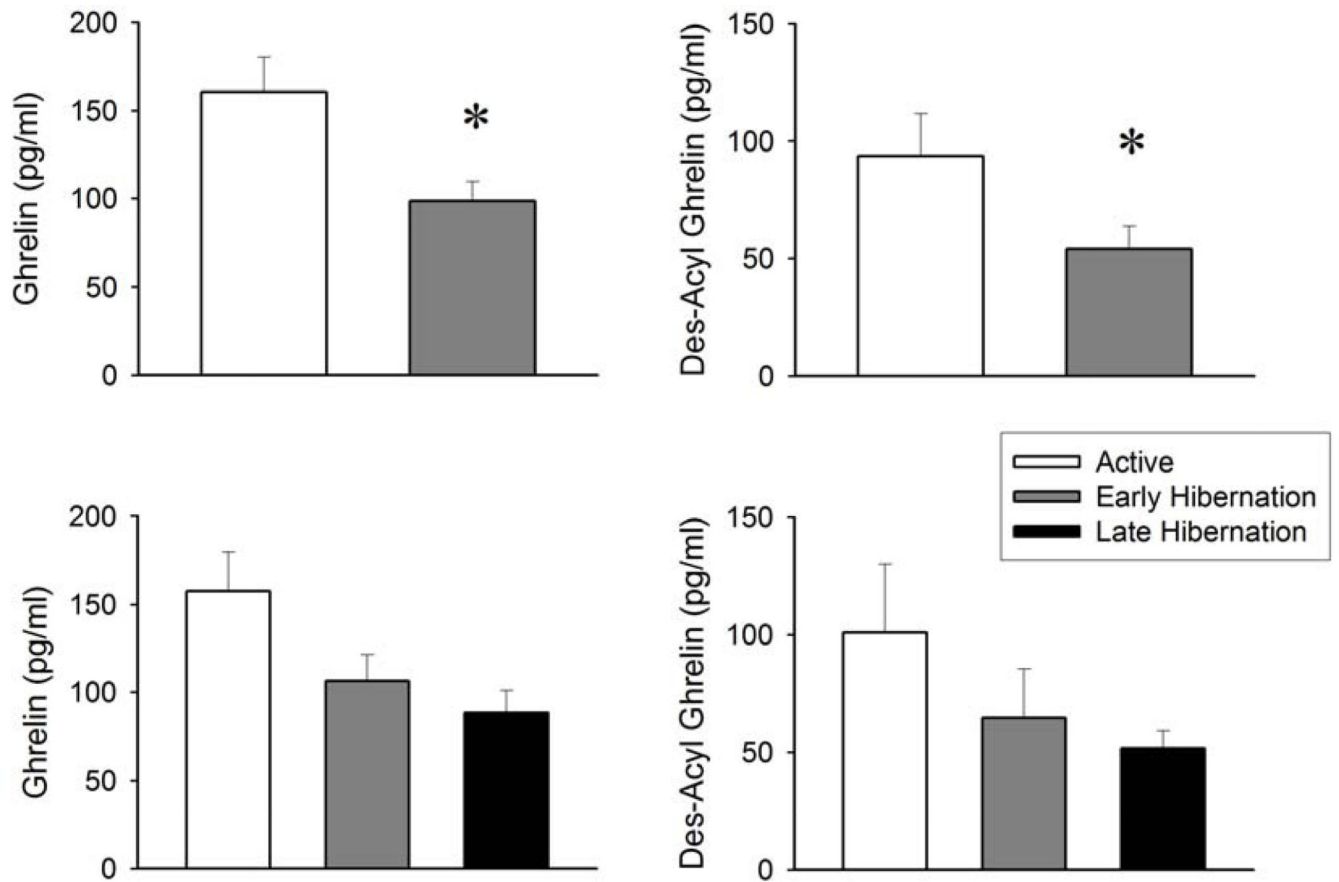 Ghrelin (pg/ml)
200
150
100
50
0
*
Des-Acyl Ghrelin (pg/ml)
150
100
50
0
*
Active
Early Hibernation
Late Hibernation
Ghrelin (pg/ml)
200
150
100
50
0
Des-Acyl Ghrelin (pg/ml)
150
100
50
0